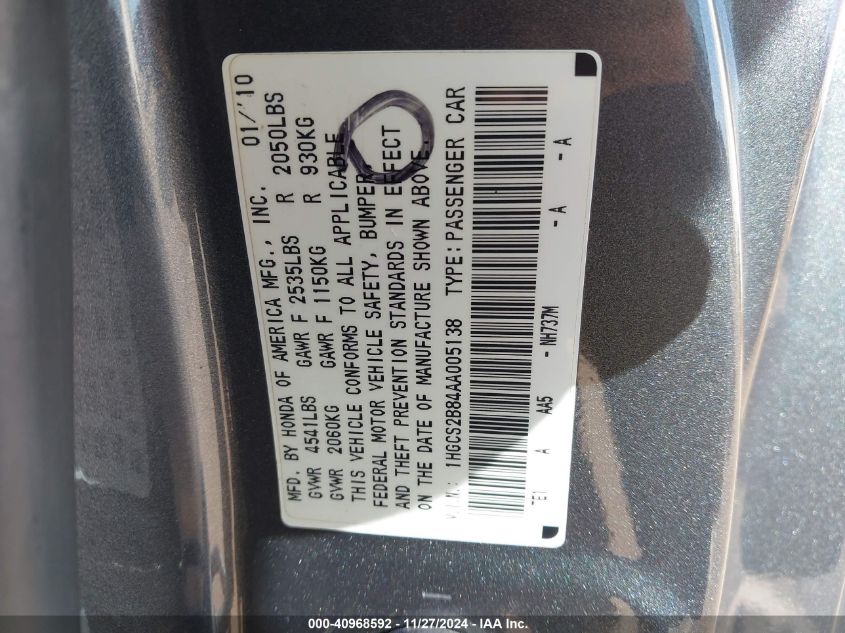 MFD. BY HONDA OF AMERICA MFG., INC. 01/'10
GVWR 4541LBS GAWR F 2535LBS R 2050LBS
GVWR 2060KG GAWR F 1150KG R 930KG
THIS VEHICLE CONFORMS TO ALL APPLICABLE
FEDERAL MOTOR VEHICLE SAFETY, BUMPER,
AND THEFT PREVENTION STANDARDS IN EFFECT
ON THE DATE OF MANUFACTURE SHOWN ABOVE.
V.I.N.: 1HGCS2B84AA005138 TYPE: PASSENGER CAR
TE1 A AA5 - NH737M - A - A
000-40968592 - 11/27/2024 - IAA Inc.